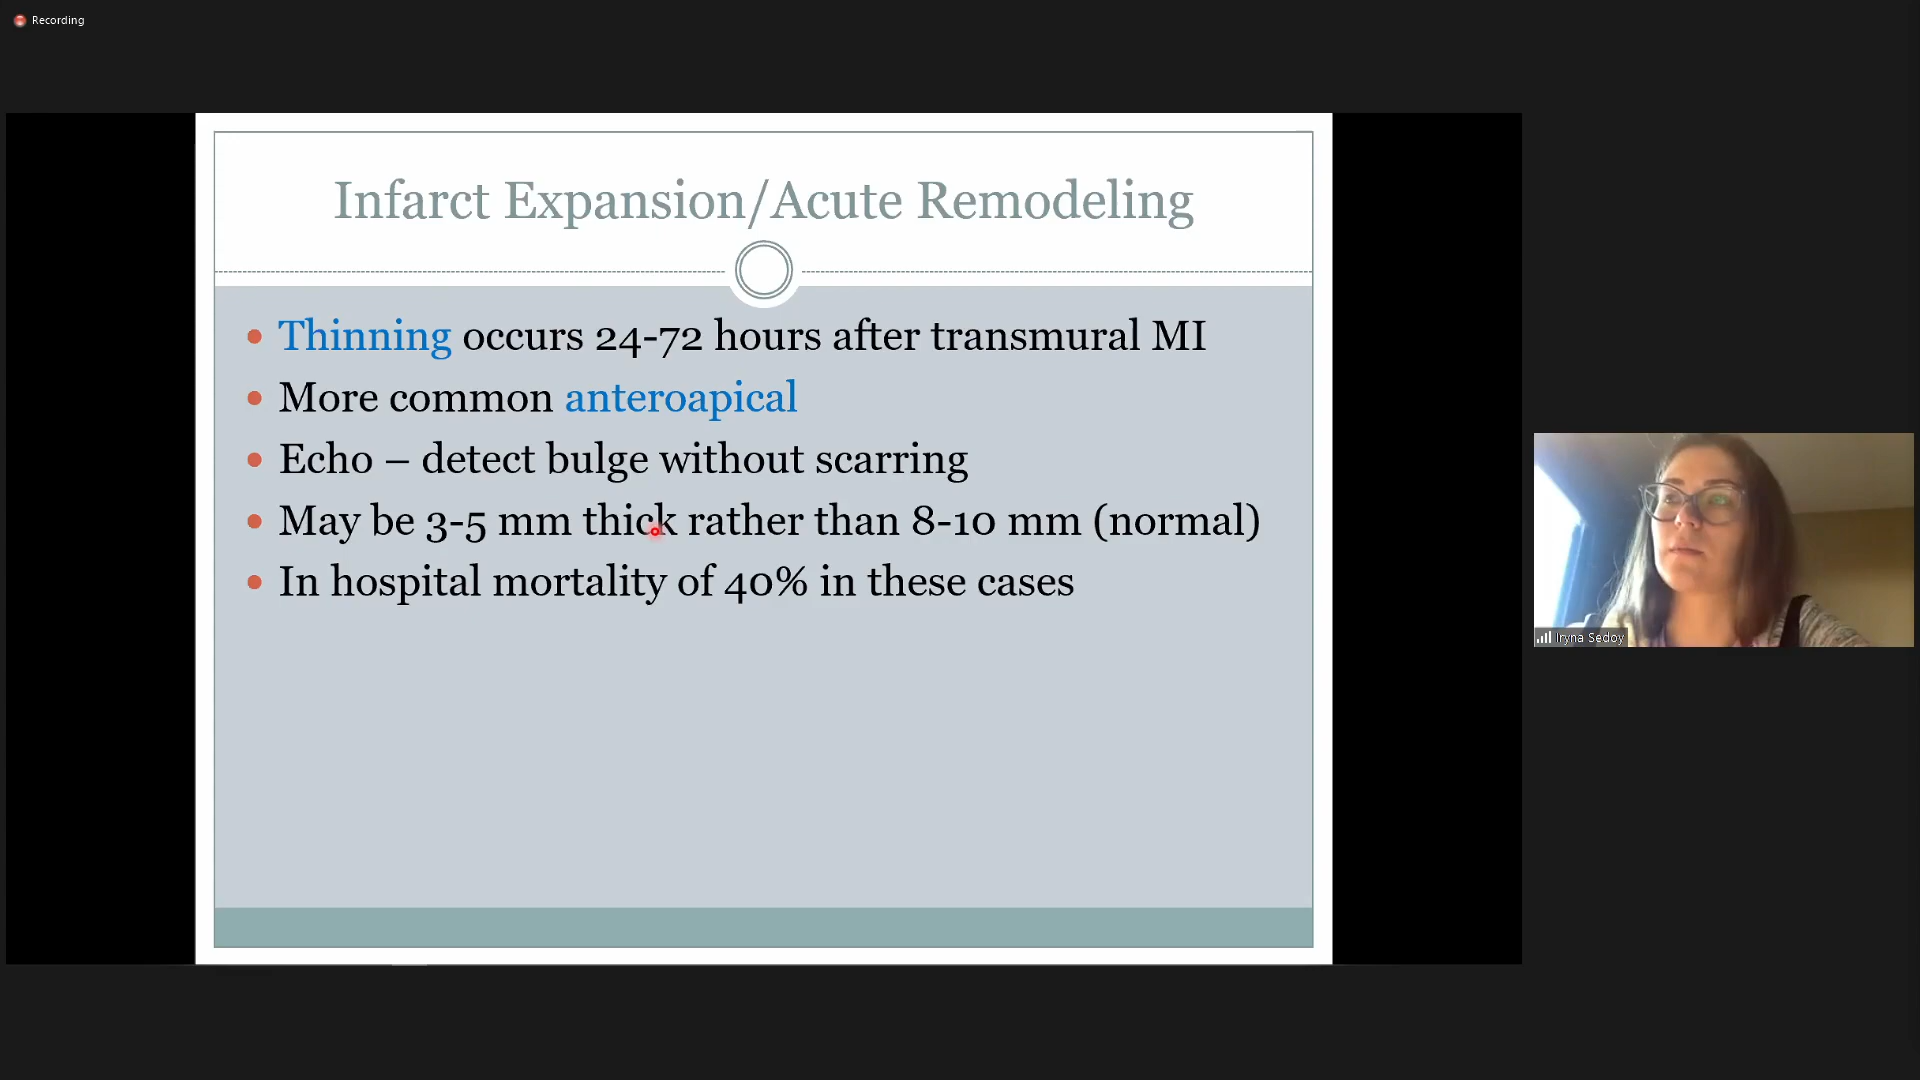 Recording
Infarct Expansion/Acute Remodeling
Thinning occurs 24-72 hours after transmural MI
More common anteroapical
Echo – detect bulge without scarring
May be 3-5 mm thick rather than 8-10 mm (normal)
In hospital mortality of 40% in these cases
Iryna Sedoy